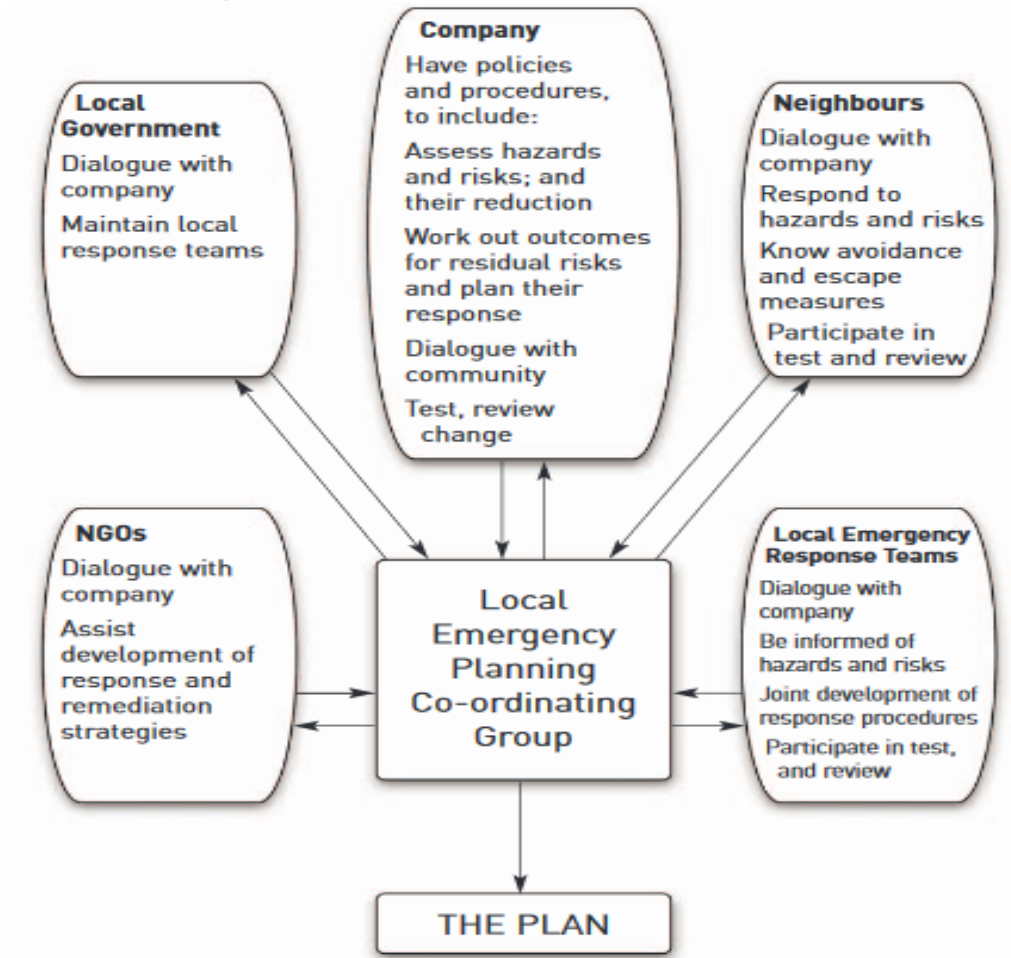 Company
Have policies
and procedures,
to include:
Assess hazards
and risks; and
their reduction
Work out outcomes
for residual risks
and plan their
response
Dialogue with
community
Test, review
change
Local
Government
Dialogue with
company
Maintain local
response teams
Neighbours
Dialogue with
company
Respond to
hazards and risks
Know avoidance
and escape
measures
Participate in
test and review
NGOs
Dialogue with
company
Assist
development of
response and
remediation
strategies
Local
Emergency
Planning
Co-ordinating
Group
Local Emergency
Response Teams
Dialogue with
company
Be informed of
hazards and risks
Joint development of
response procedures
Participate in test,
and review
THE PLAN